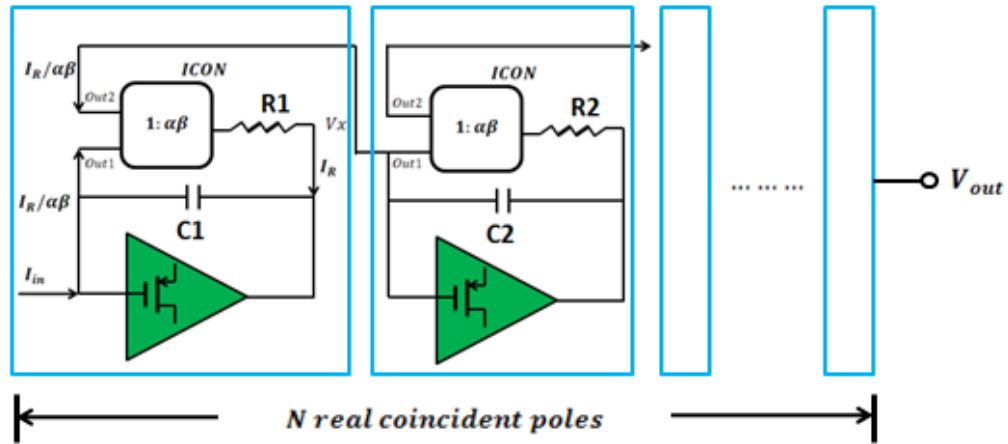 I_R/αβ
ICON
Out2
1: αβ
R1
Vx
Out1
I_R
I_R/αβ
C1
I_in
ICON
Out2
1: αβ
R2
Out1
C2
... ... ...
V_out
N real coincident poles